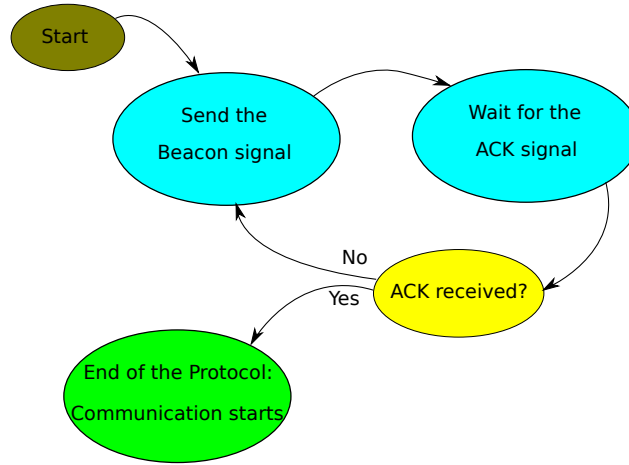 Start
Send the
Beacon signal
Wait for the
ACK signal
No
ACK received?
Yes
End of the Protocol:
Communication starts